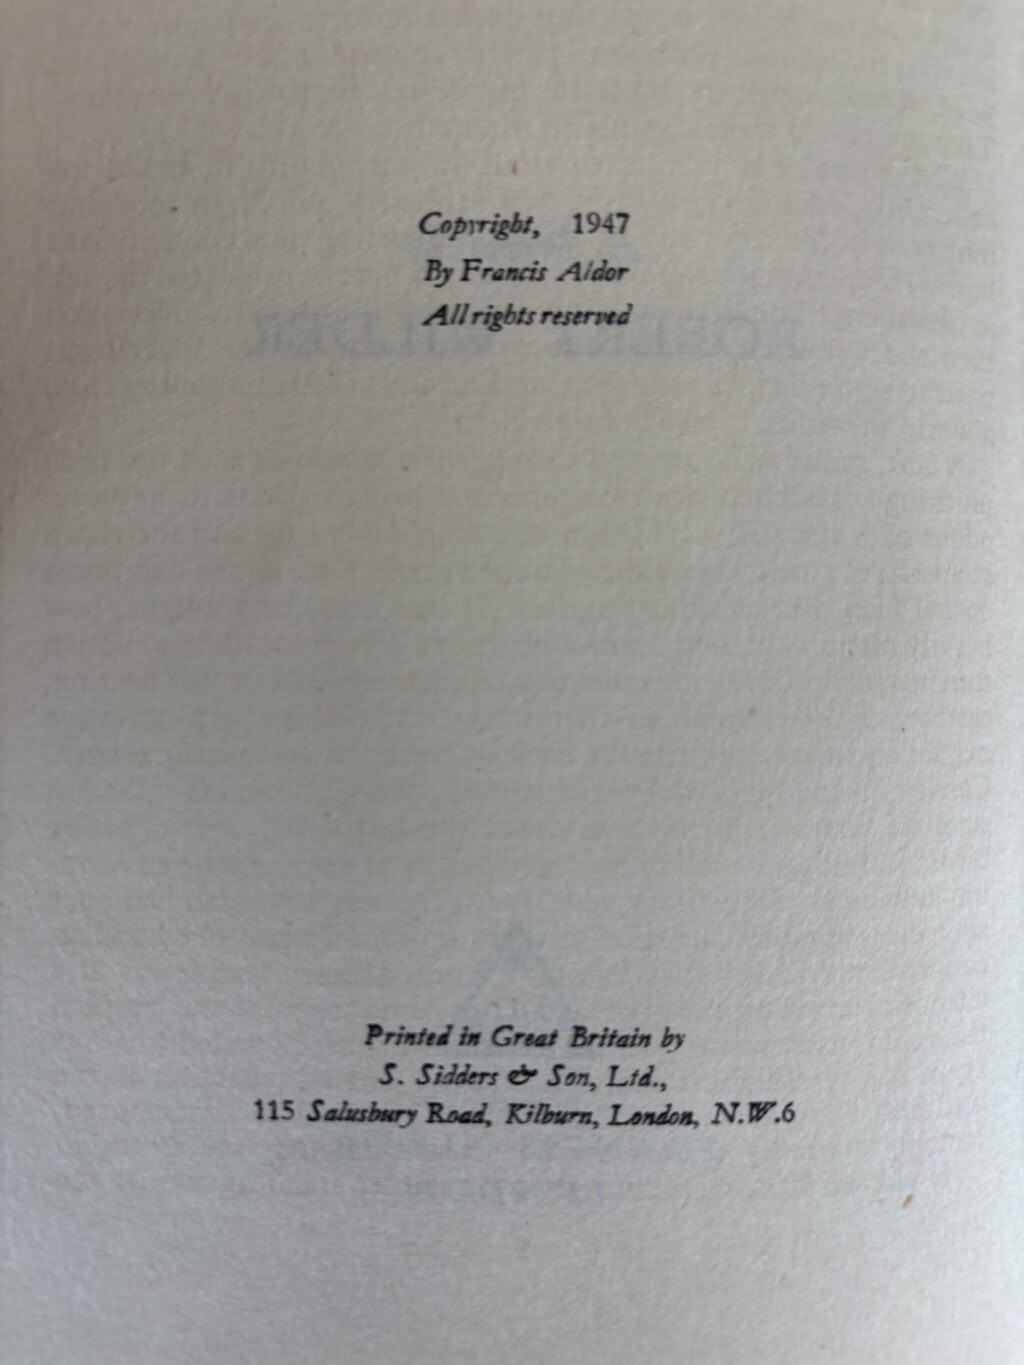 Copyright, 1947
By Francis Aldor
All rights reserved
Printed in Great Britain by
S. Sidders & Son, Ltd.,
115 Salusbury Road, Kilburn, London, N.W.6